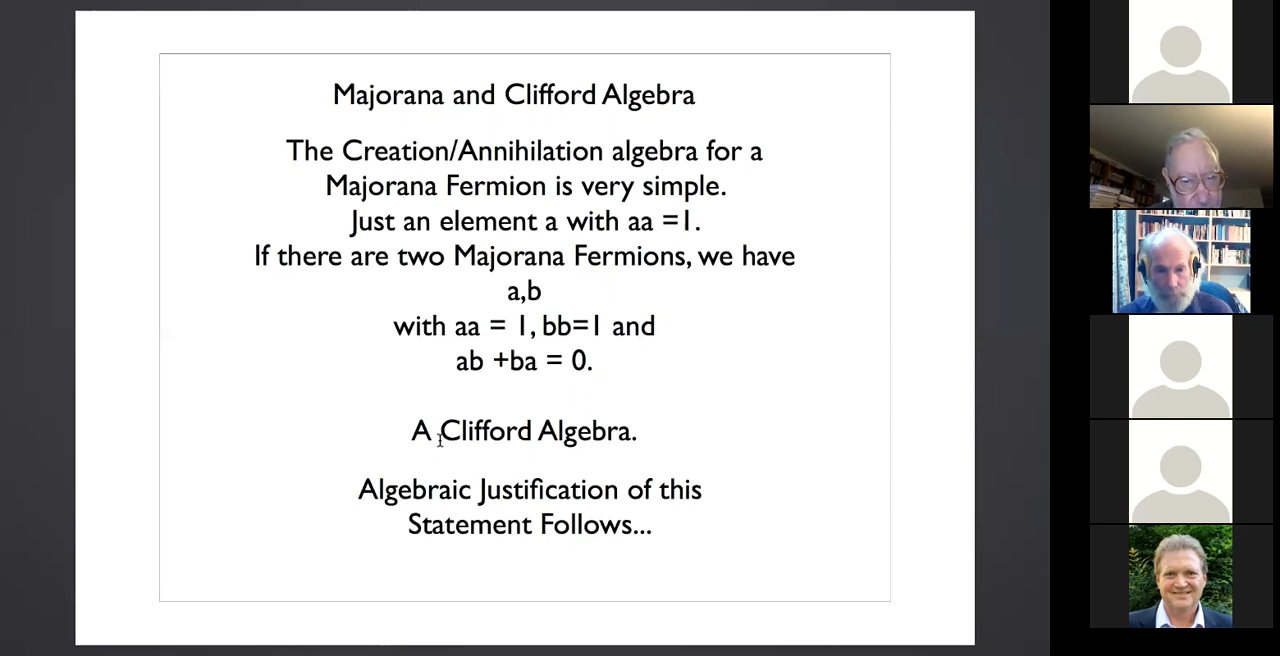 Majorana and Clifford Algebra
The Creation/Annihilation algebra for a
Majorana Fermion is very simple.
Just an element a with aa =1.
If there are two Majorana Fermions, we have
a,b
with aa = 1, bb=1 and
ab +ba = 0.
A Clifford Algebra.
Algebraic Justification of this
Statement Follows...